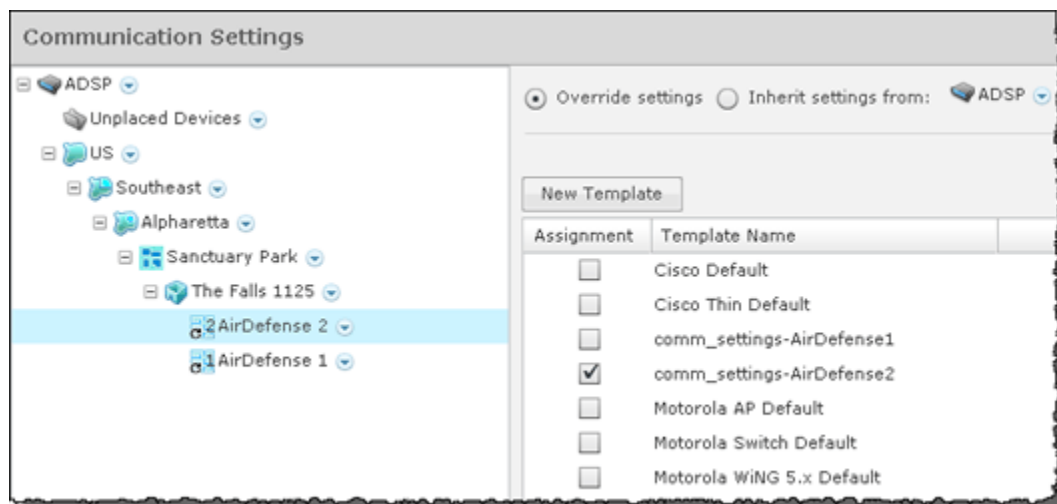 Communication Settings
ADSP
Unplaced Devices
US
Southeast
Alpharetta
Sanctuary Park
The Falls 1125
2 AirDefense 2
1 AirDefense 1
Override settings Inherit settings from: ADSP
New Template
Assignment Template Name
Cisco Default
Cisco Thin Default
comm_settings-AirDefense1
comm_settings-AirDefense2
Motorola AP Default
Motorola Switch Default
Motorola WiNG 5.x Default